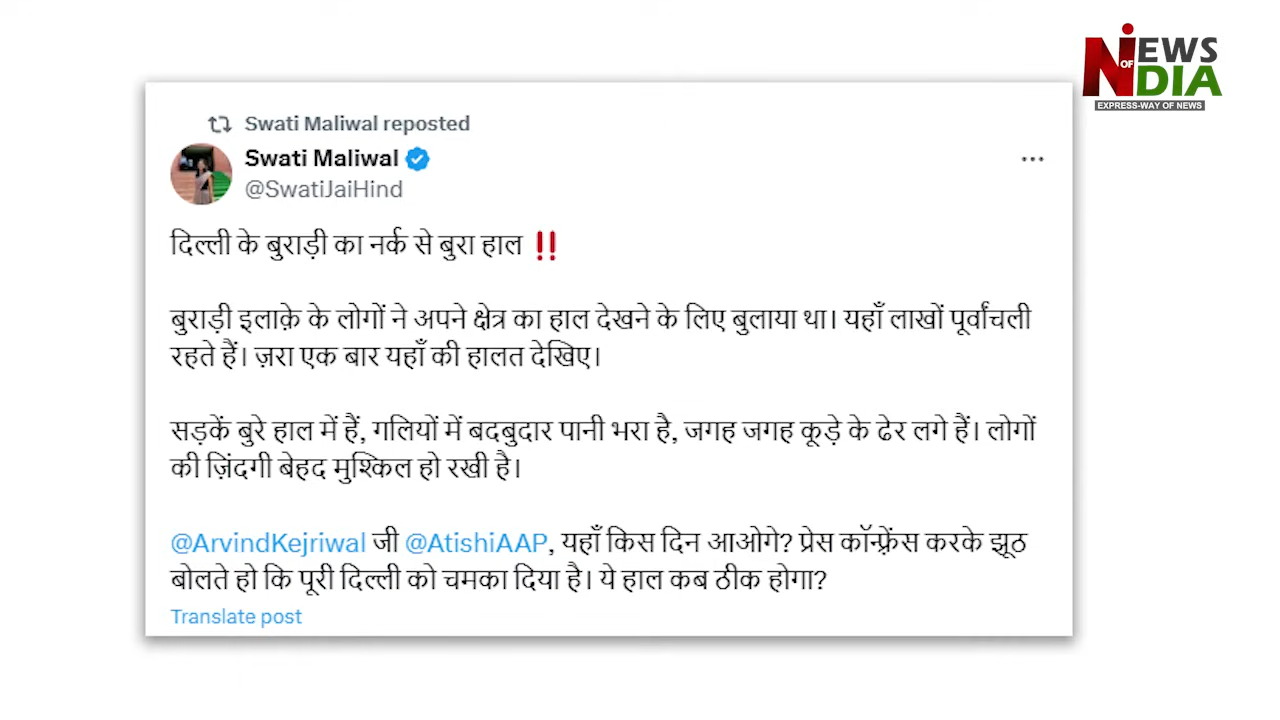 NEWS OF INDIA
EXPRESS-WAY OF NEWS
Swati Maliwal reposted
Swati Maliwal
@SwatiJaiHind
दिल्ली के बुराड़ी का नर्क से बुरा हाल ‼️
बुराड़ी इलाक़े के लोगों ने अपने क्षेत्र का हाल देखने के लिए बुलाया था। यहाँ लाखों पूर्वांचली
रहते हैं। ज़रा एक बार यहाँ की हालत देखिए।
सड़कें बुरे हाल में हैं, गलियों में बदबुदार पानी भरा है, जगह जगह कूड़े के ढेर लगे हैं। लोगों
की ज़िंदगी बेहद मुश्किल हो रखी है।
@ArvindKejriwal जी @AtishiAAP, यहाँ किस दिन आओगे? प्रेस कॉन्फ़्रेंस करके झूठ
बोलते हो कि पूरी दिल्ली को चमका दिया है। ये हाल कब ठीक होगा?
Translate post